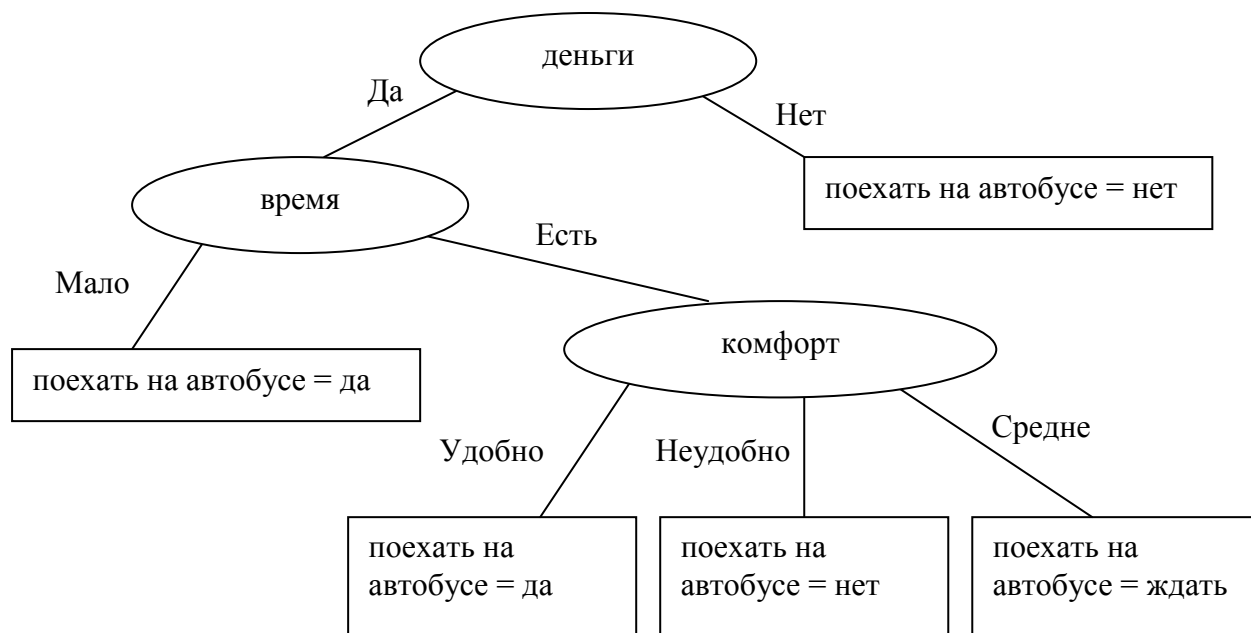 деньги
Да
Нет
поехать на автобусе = нет
время
Есть
Мало
комфорт
поехать на автобусе = да
Удобно
Неудобно
Средне
поехать на
автобусе = да
поехать на
автобусе = нет
поехать на
автобусе = ждать